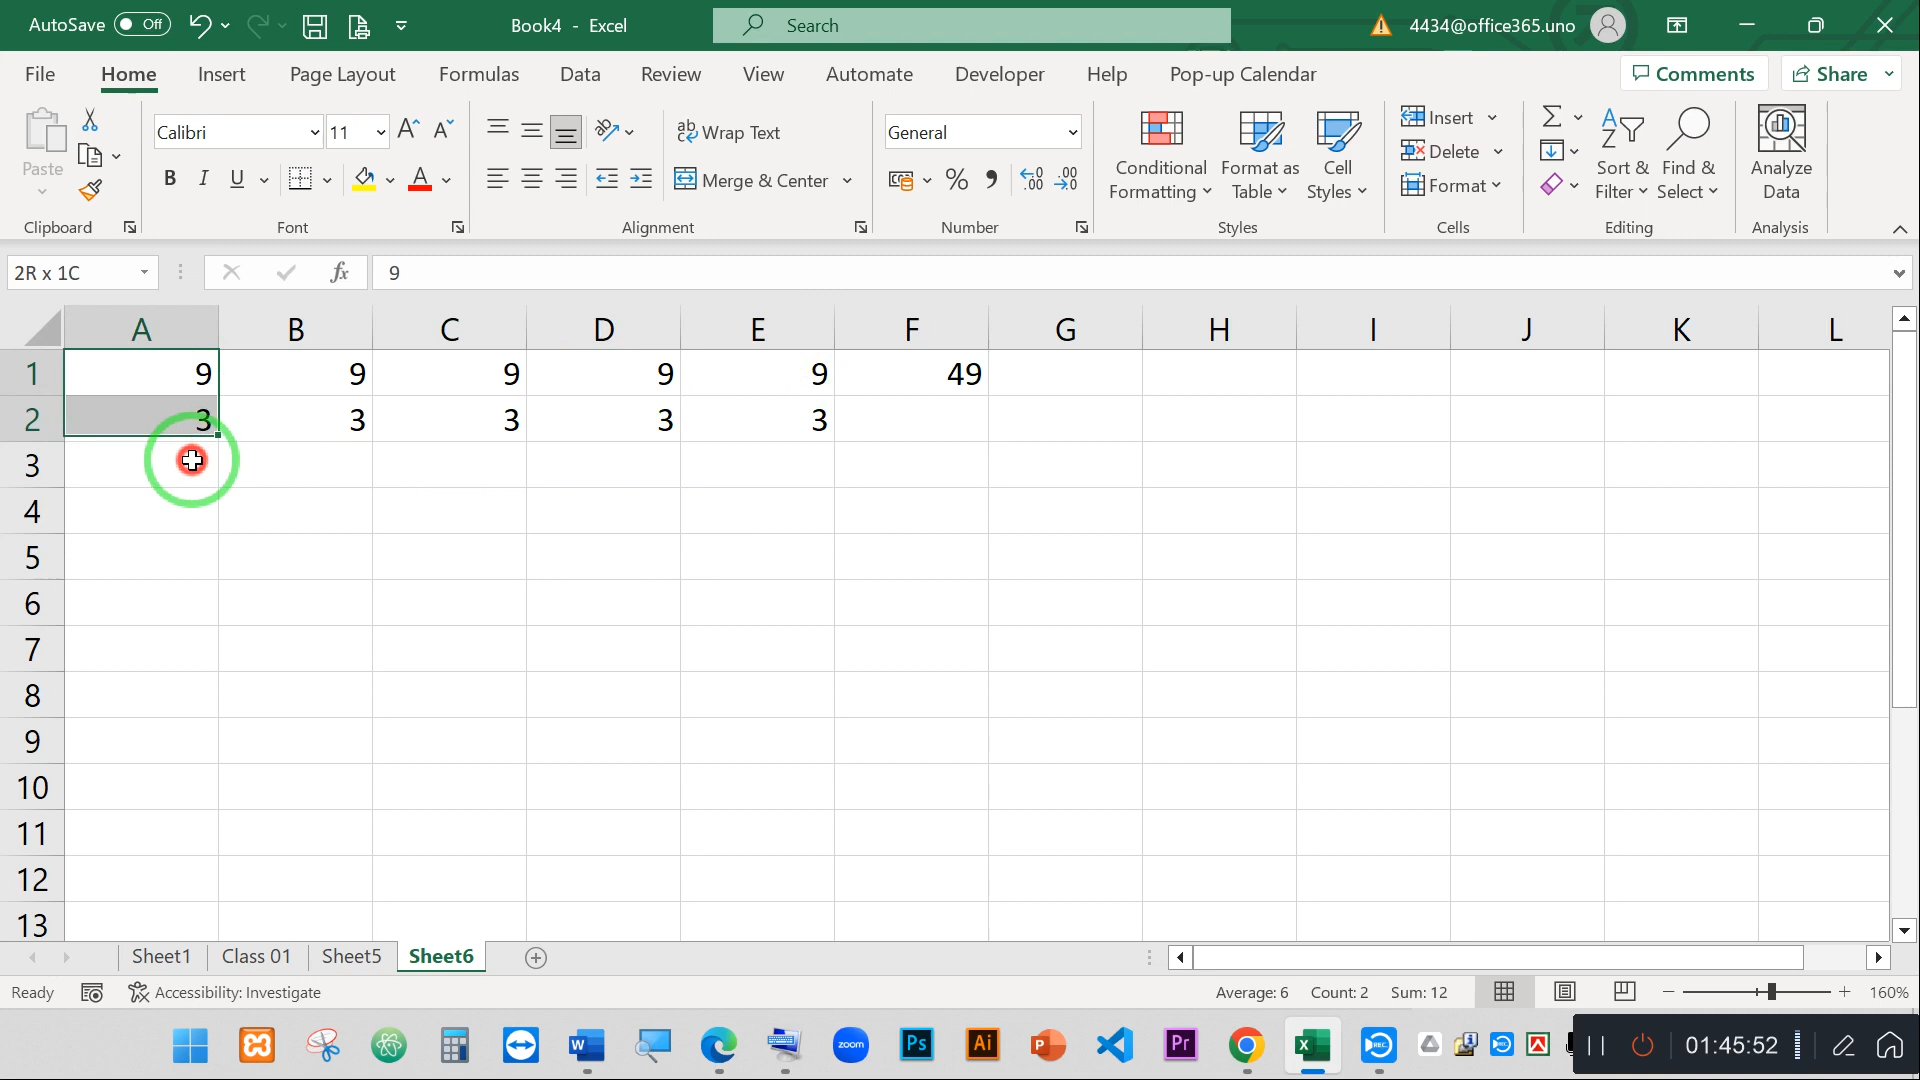 AutoSave Off Book4 - Excel Search 4434@office365.uno
File Home Insert Page Layout Formulas Data Review View Automate Developer Help Pop-up Calendar Comments Share
Paste Calibri 11 Wrap Text General Conditional Formatting Format as Table Cell Styles Insert Sort & Filter Find & Select Analyze Data
B I U Merge & Center % Delete
Format
Clipboard Font Alignment Number Styles Cells Editing Analysis
2R x 1C fx 9
A B C D E F G H I J K L
1 9 9 9 9 9 49
2 3 3 3 3 3
3
4
5
6
7
8
9
10
11
12
13
Sheet1 Class 01 Sheet5 Sheet6
Ready Accessibility: Investigate Average: 6 Count: 2 Sum: 12 160%
W zoom Ps Ai P Pr X REC 01:45:52